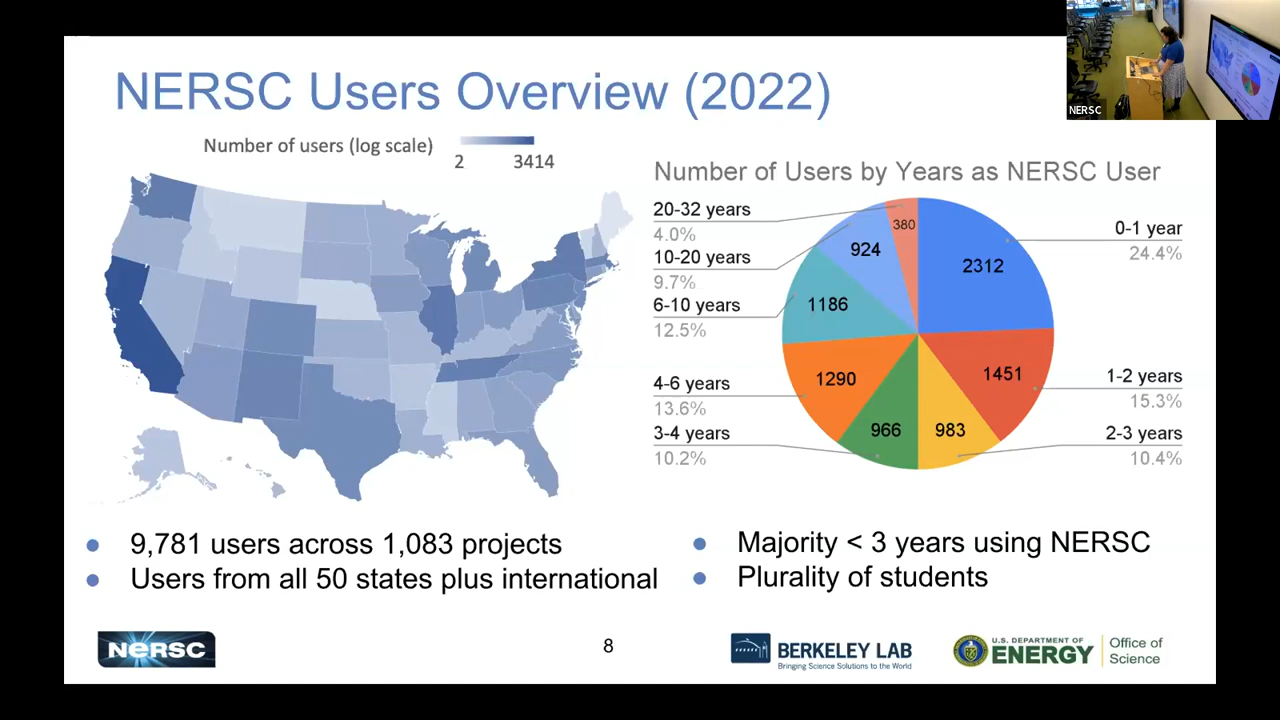 NERSC Users Overview (2022)
NERSC
Number of users (log scale)
2
3414
Number of Users by Years as NERSC User
20-32 years
4.0%
10-20 years
9.7%
6-10 years
12.5%
4-6 years
13.6%
3-4 years
10.2%
0-1 year
24.4%
1-2 years
15.3%
2-3 years
10.4%
380
924
2312
1186
1290
1451
966
983
● 9,781 users across 1,083 projects
● Users from all 50 states plus international
● Majority < 3 years using NERSC
● Plurality of students
NERSC
8
BERKELEY LAB
Bringing Science Solutions to the World
U.S. DEPARTMENT OF
ENERGY
Office of
Science